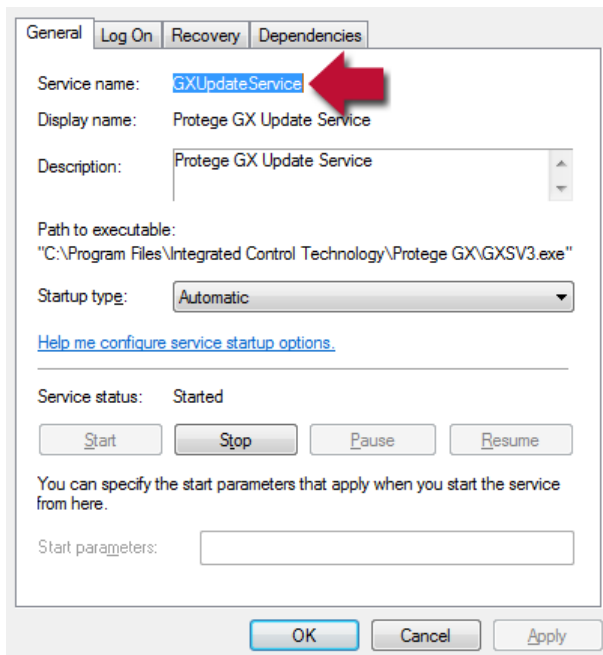 General Log On Recovery Dependencies
Service name: GXUpdateService
Display name: Protege GX Update Service
Description: Protege GX Update Service
Path to executable:
"C:\Program Files\Integrated Control Technology\Protege GX\GXSV3.exe"
Startup type: Automatic
Help me configure service startup options.
Service status: Started
Start Stop Pause Resume
You can specify the start parameters that apply when you start the service
from here.
Start parameters:
OK Cancel Apply